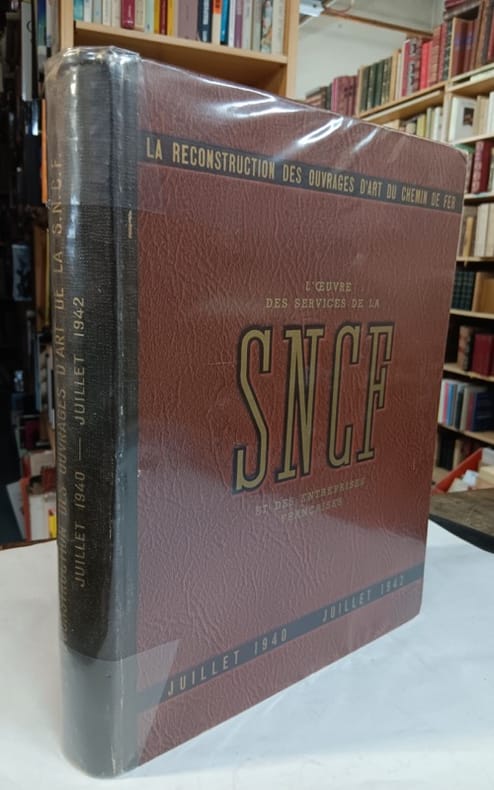 LA RECONSTRUCTION DES OUVRAGES D'ART DU CHEMIN DE FER
L'ŒUVRE
DES SERVICES DE LA
SNCF
ET DES ENTREPRISES
FRANÇAISES
JUILLET 1940 JUILLET 1942
CONSTRUCTION DES OUVRAGES D'ART DE LA S.N.C.F
JUILLET 1940 — JUILLET 1942